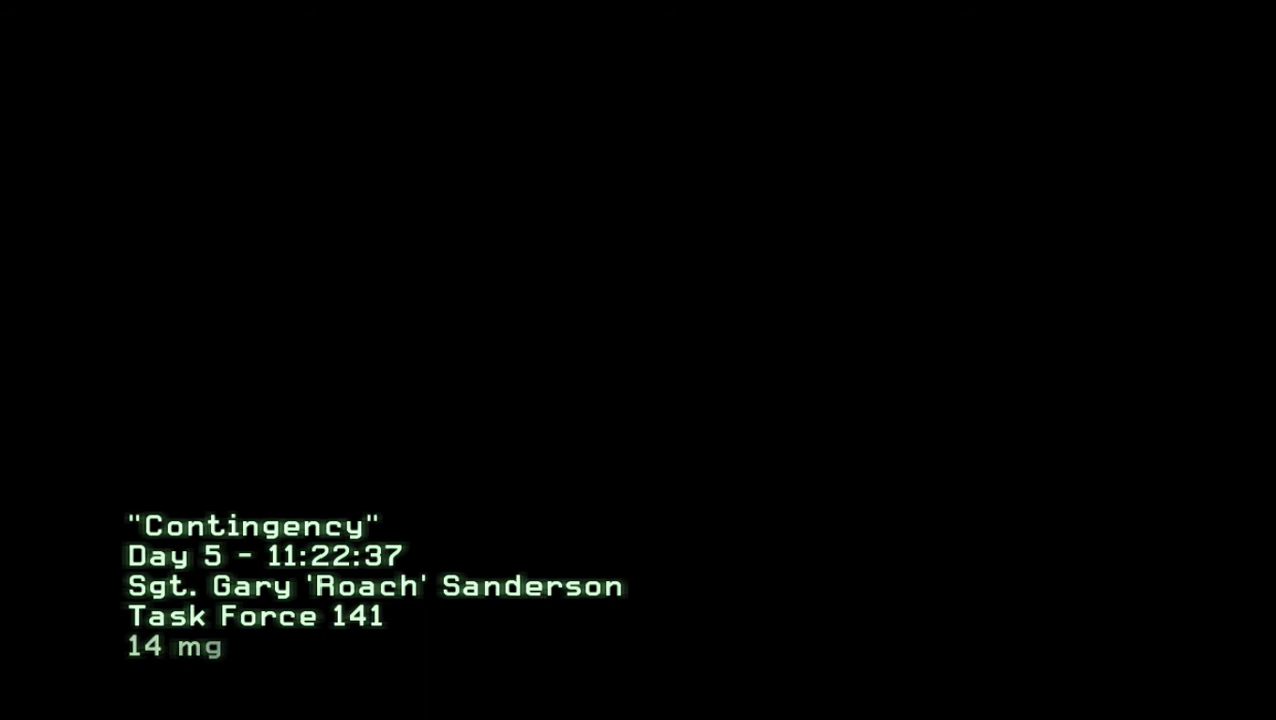 "Contingency"
Day 5 - 11:22:37
Sgt. Gary 'Roach' Sanderson
Task Force 141
14 mg